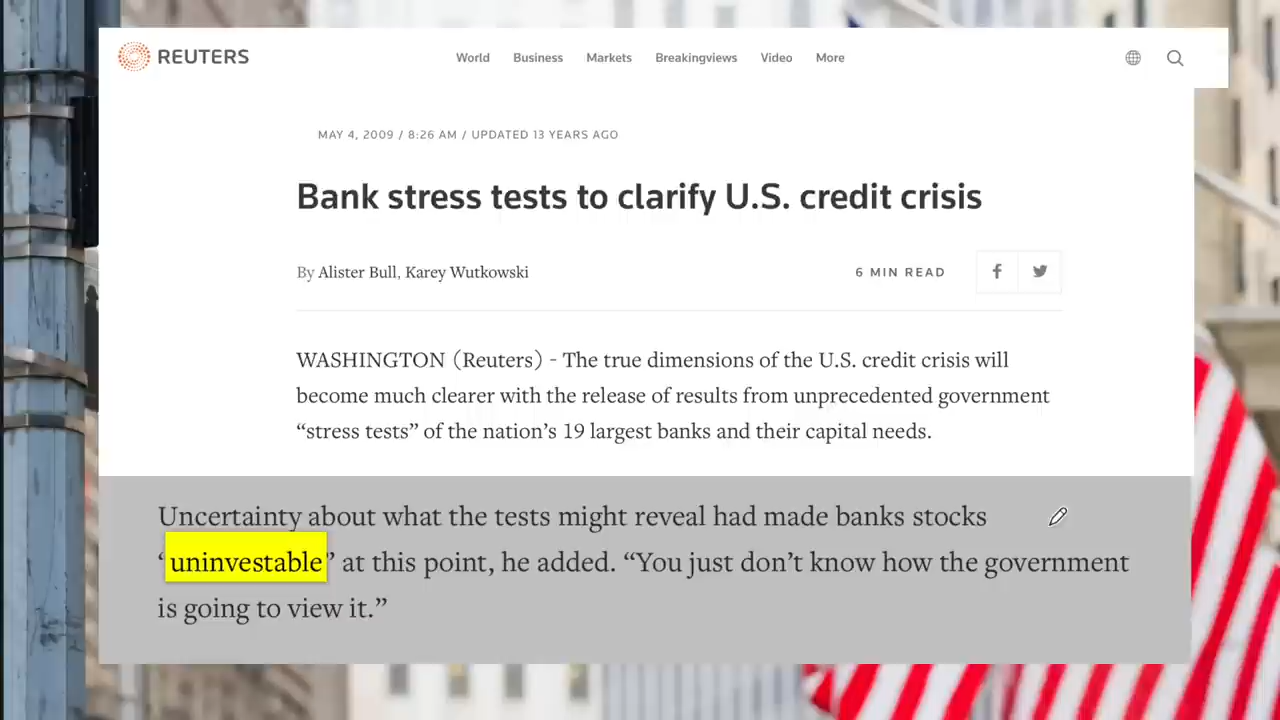 REUTERS World Business Markets Breakingviews Video More
MAY 4, 2009 / 8:26 AM / UPDATED 13 YEARS AGO
Bank stress tests to clarify U.S. credit crisis
By Alister Bull, Karey Wutkowski
6 MIN READ
WASHINGTON (Reuters) - The true dimensions of the U.S. credit crisis will
become much clearer with the release of results from unprecedented government
“stress tests” of the nation’s 19 largest banks and their capital needs.
Uncertainty about what the tests might reveal had made banks stocks
‘uninvestable” at this point, he added. “You just don’t know how the government
is going to view it.”